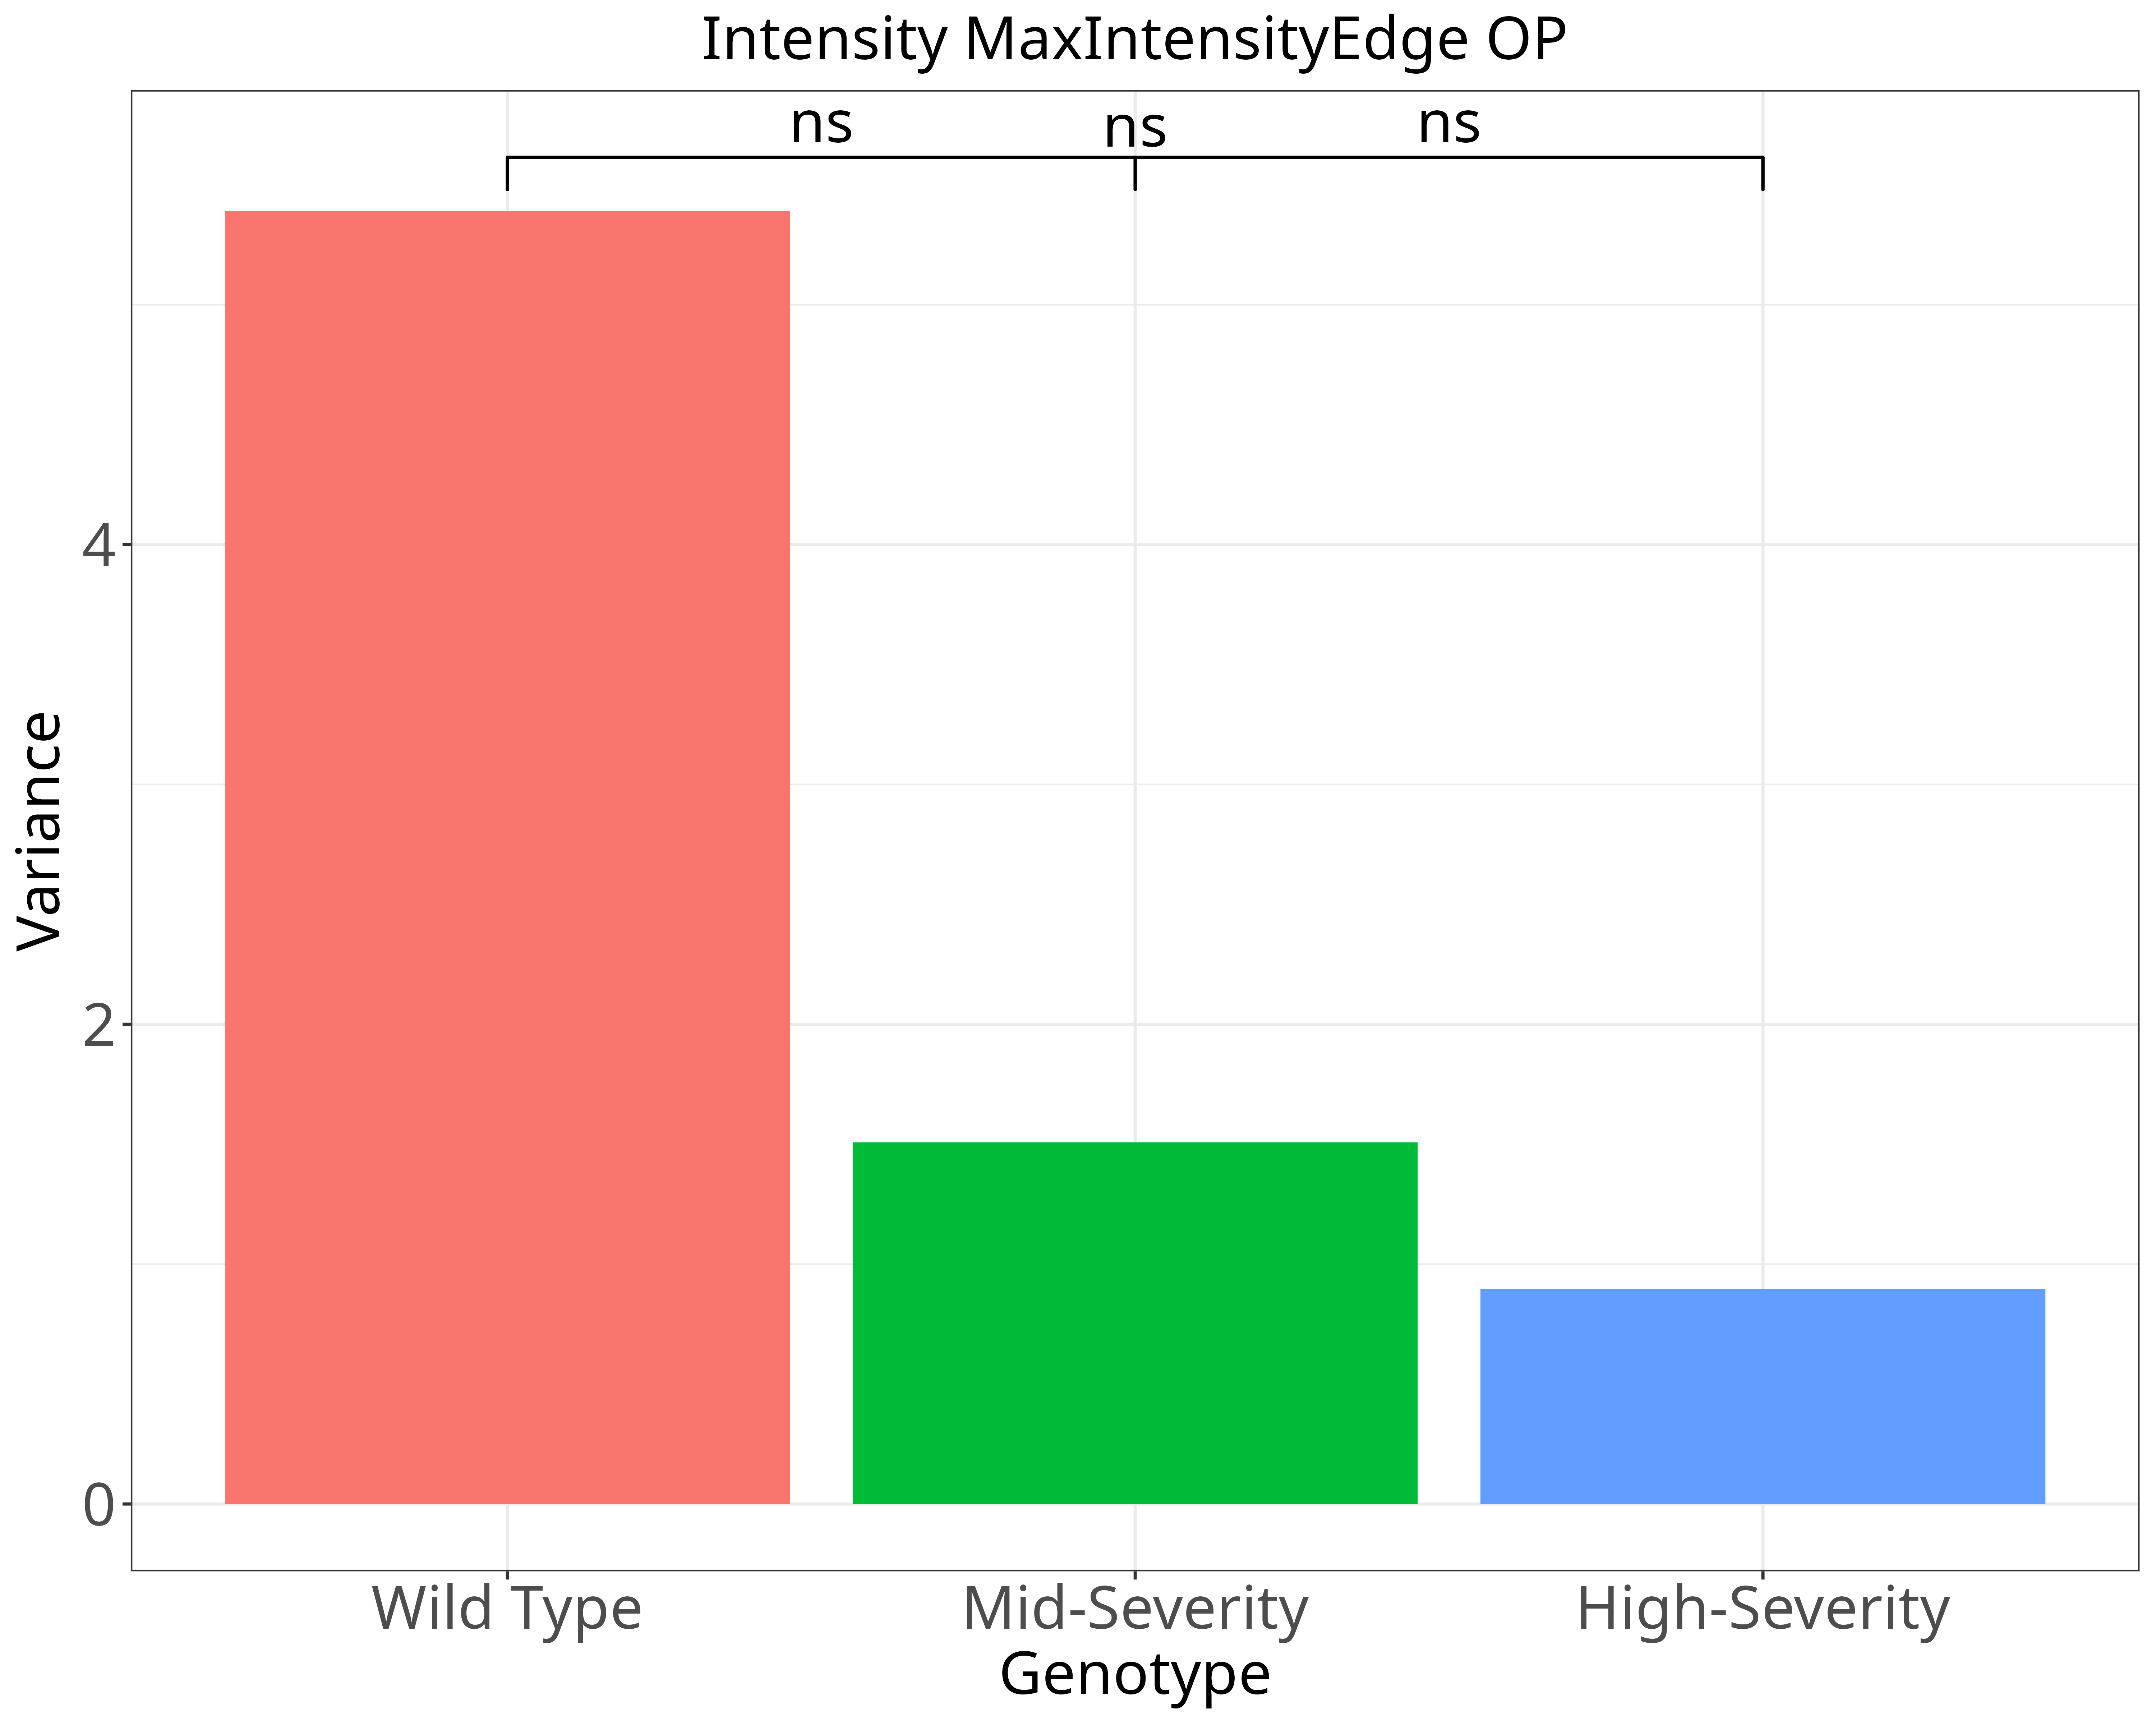 Intensity MaxIntensityEdge OP
ns ns ns
4
2
0
Variance
Wild Type Mid-Severity High-Severity
Genotype